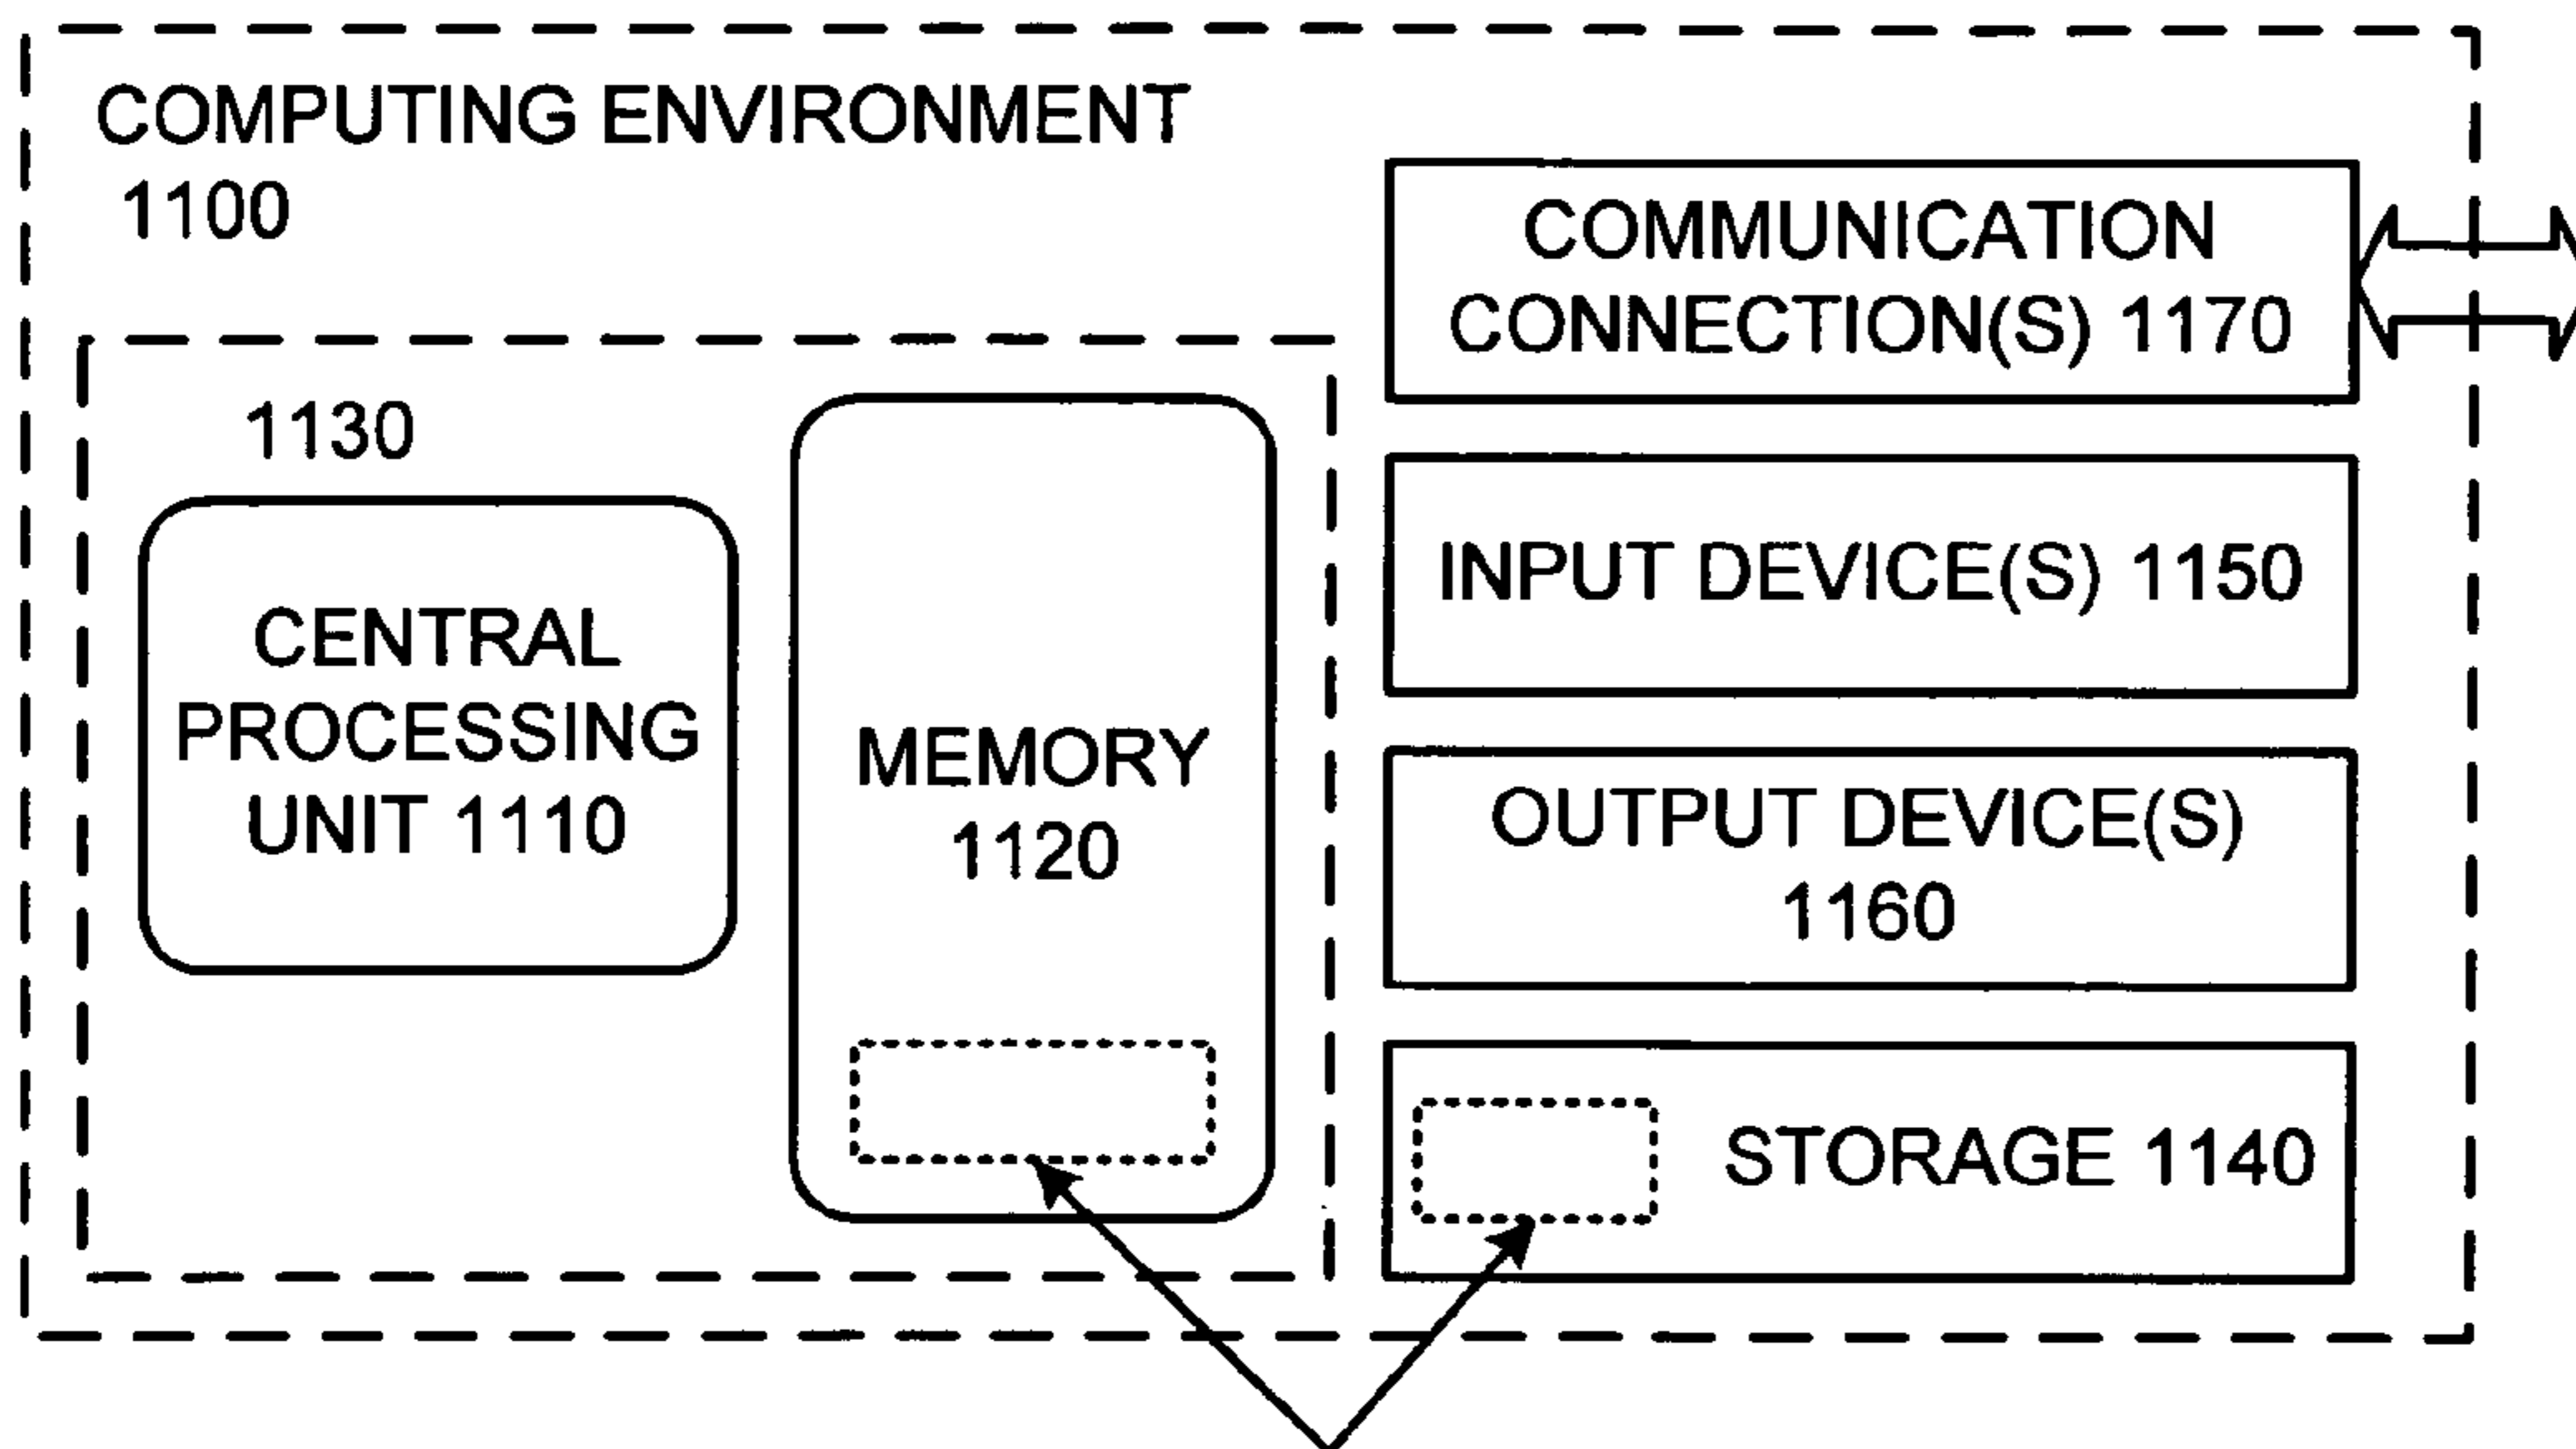 COMPUTING ENVIRONMENT
1100
COMMUNICATION
CONNECTION(S) 1170
1130
CENTRAL
PROCESSING
UNIT 1110
MEMORY
1120
INPUT DEVICE(S) 1150
OUTPUT DEVICE(S)
1160
STORAGE 1140